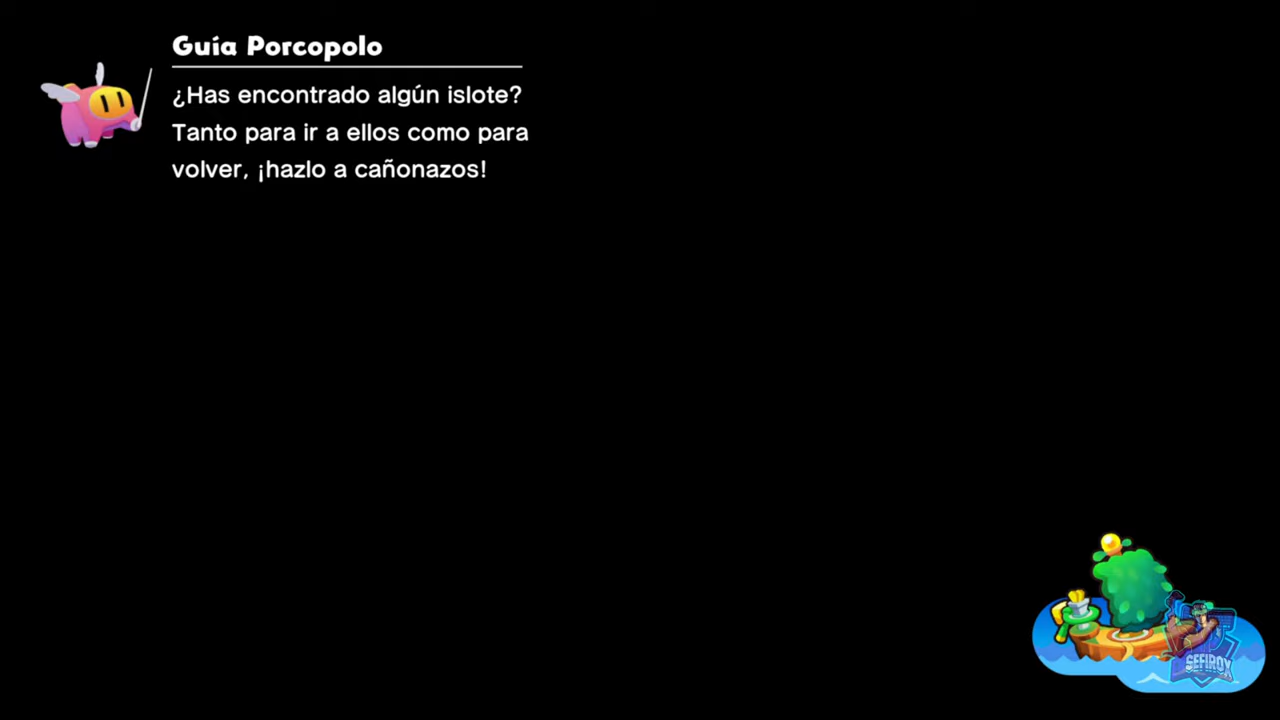 Guía Porcopolo
¿Has encontrado algún islote?
Tanto para ir a ellos como para
volver, ¡hazlo a cañonazos!
SEFIROX